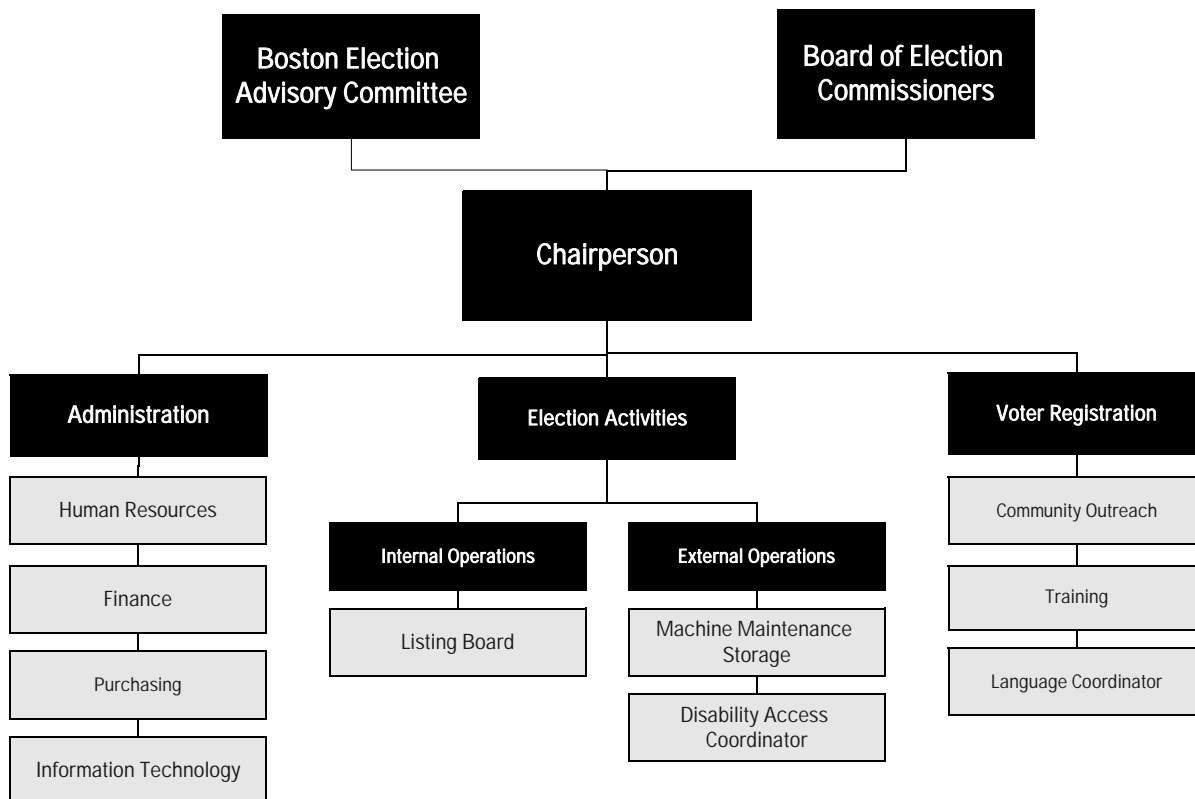 Boston Election
Advisory Committee
Board of Election
Commissioners
Chairperson
Administration
Election Activities
Voter Registration
Human Resources
Finance
Purchasing
Information Technology
Internal Operations
Listing Board
External Operations
Machine Maintenance
Storage
Disability Access
Coordinator
Community Outreach
Training
Language Coordinator